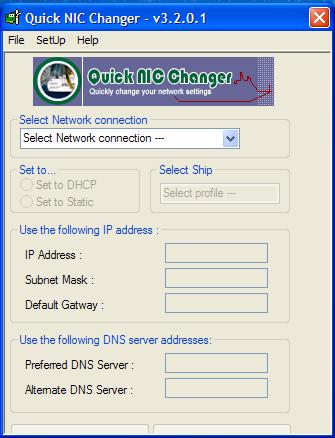 Quick NIC Changer - v3.2.0.1
File SetUp Help
Quick NIC Changer
Quickly change your network settings
Select Network connection
Select Network connection ---
Set to...
Set to DHCP
Set to Static
Select Ship
Select profile ---
Use the following IP address :
IP Address :
Subnet Mask :
Default Gatway :
Use the following DNS server addresses:
Preferred DNS Server :
Alternate DNS Server :